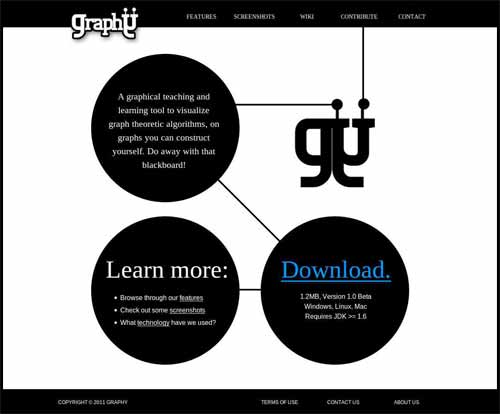 graphÜ
FEATURES SCREENSHOTS WIKI CONTRIBUTE CONTACT
A graphical teaching and
learning tool to visualize
graph theoretic algorithms, on
graphs you can construct
yourself. Do away with that
blackboard!
gÜ
Learn more:
Browse through our features
Check out some screenshots
What technology have we used?
Download.
1.2MB, Version 1.0 Beta
Windows, Linux, Mac
Requires JDK >= 1.6
COPYRIGHT © 2011 GRAPHY
TERMS OF USE CONTACT US ABOUT US